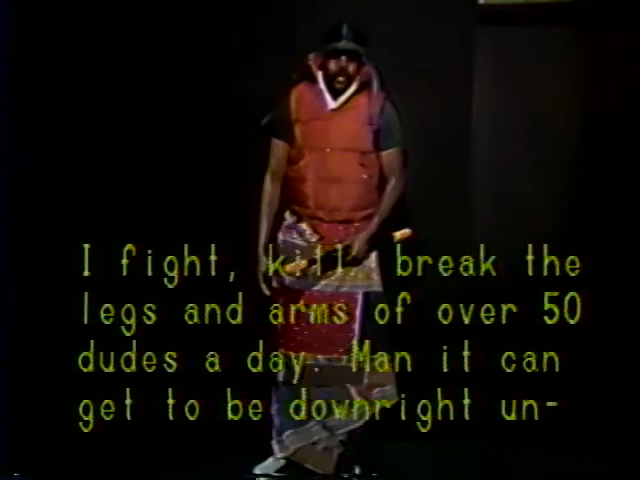 I fight, kill, break the
legs and arms of over 50
dudes a day. Man it can
get to be downright un-